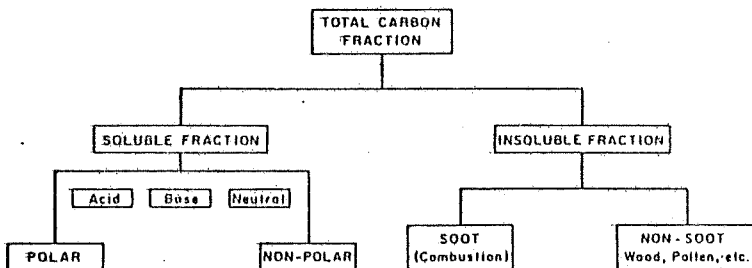 TOTAL CARBON
FRACTION
SOLUBLE FRACTION
INSOLUBLE FRACTION
Acid
Base
Neutral
POLAR
NON-POLAR
SOOT
(Combustion)
NON-SOOT
Wood, Pollen, etc.